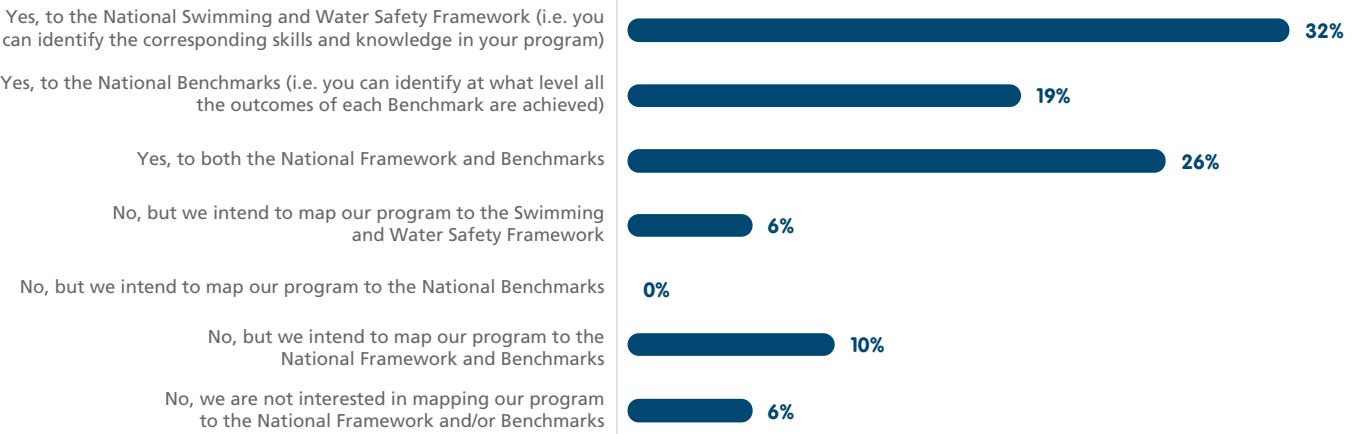 Yes, to the National Swimming and Water Safety Framework (i.e. you
can identify the corresponding skills and knowledge in your program)
32%
Yes, to the National Benchmarks (i.e. you can identify at what level all
the outcomes of each Benchmark are achieved)
19%
Yes, to both the National Framework and Benchmarks
26%
No, but we intend to map our program to the Swimming
and Water Safety Framework
6%
No, but we intend to map our program to the National Benchmarks
0%
No, but we intend to map our program to the
National Framework and Benchmarks
10%
No, we are not interested in mapping our program
to the National Framework and/or Benchmarks
6%